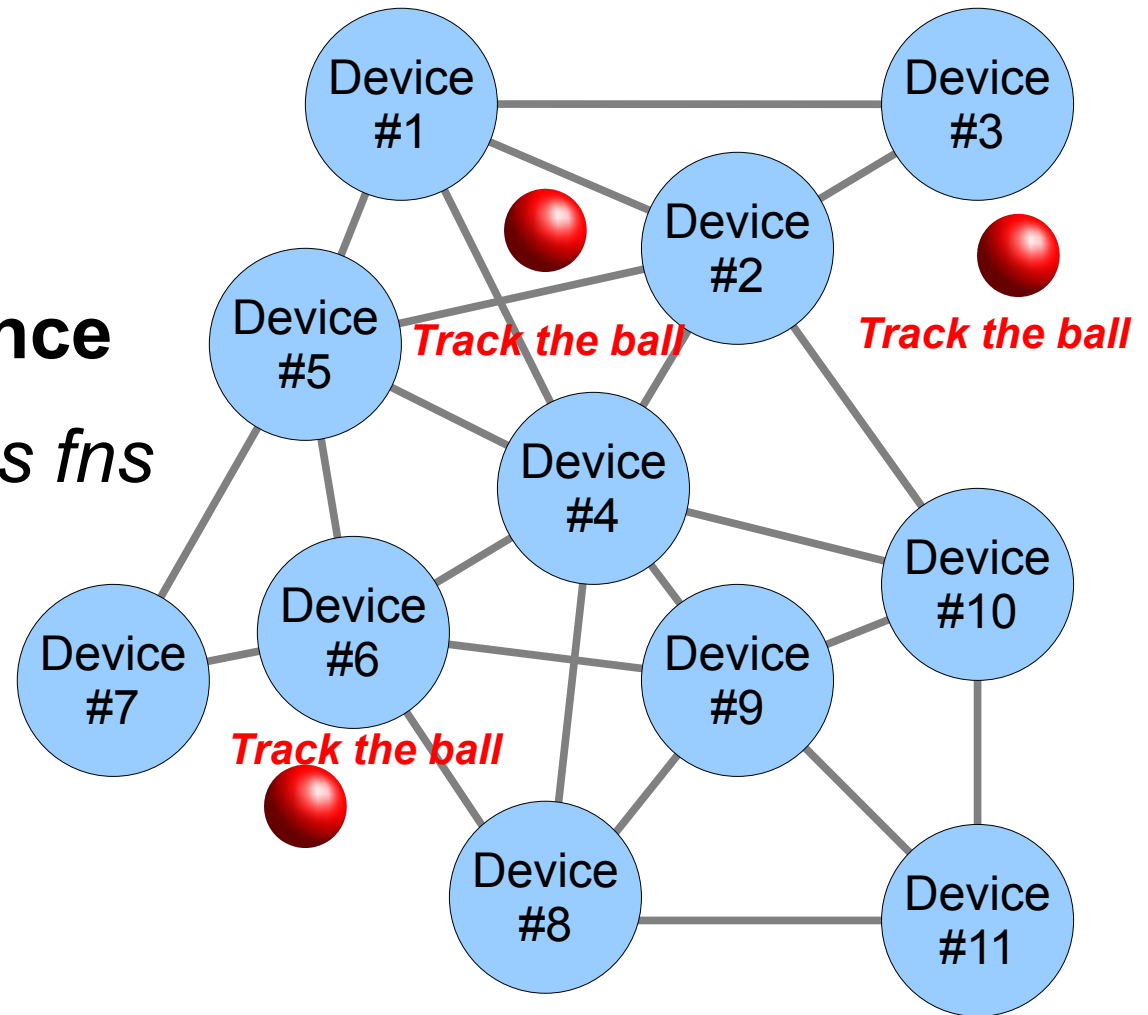 Device
#1
Device
#3
Device
#2
Device
#5
nce
Track the ball
Track the ball
s fns
Device
#4
Device
#10
Device
#6
Device
#7
Device
#9
Track the ball
Device
#8
Device
#11